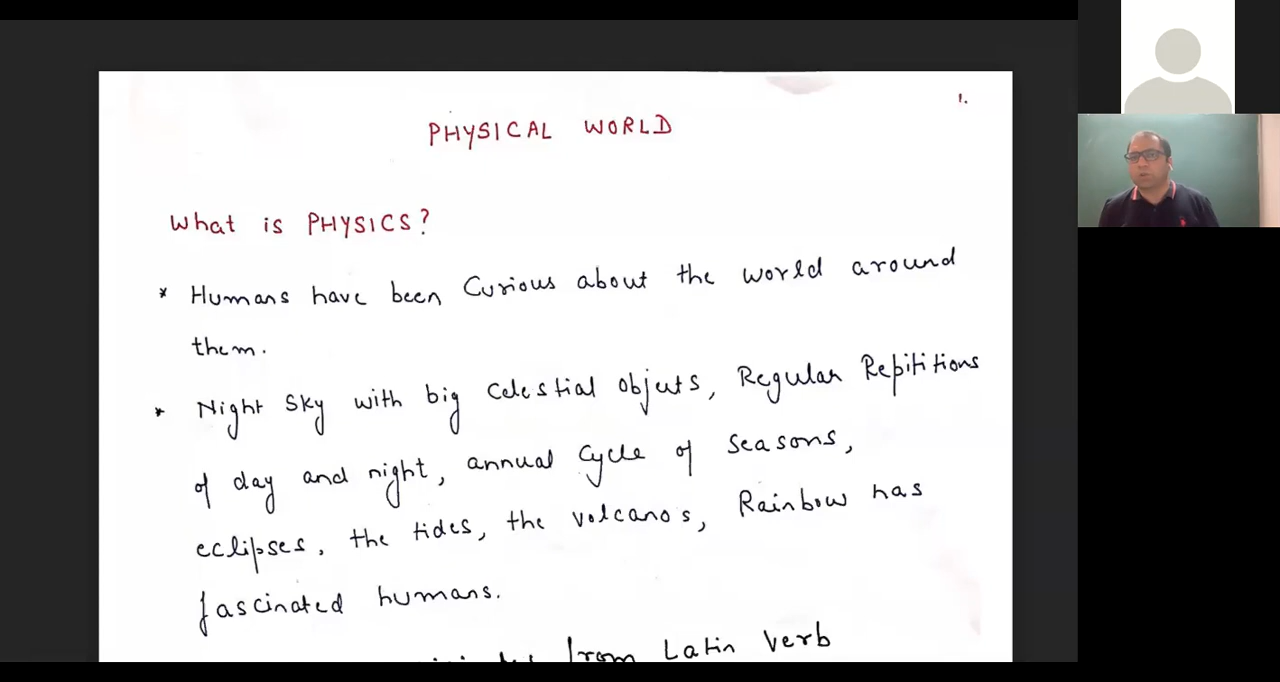 1.
PHYSICAL WORLD
What is PHYSICS?
* Humans have been Curious about the world around
them.
* Night Sky with big Celestial Objects, Regular Repititions
of day and night, annual Cycle of seasons,
eclipses, the tides, the volcanos, Rainbow has
fascinated humans.
from Latin Verb